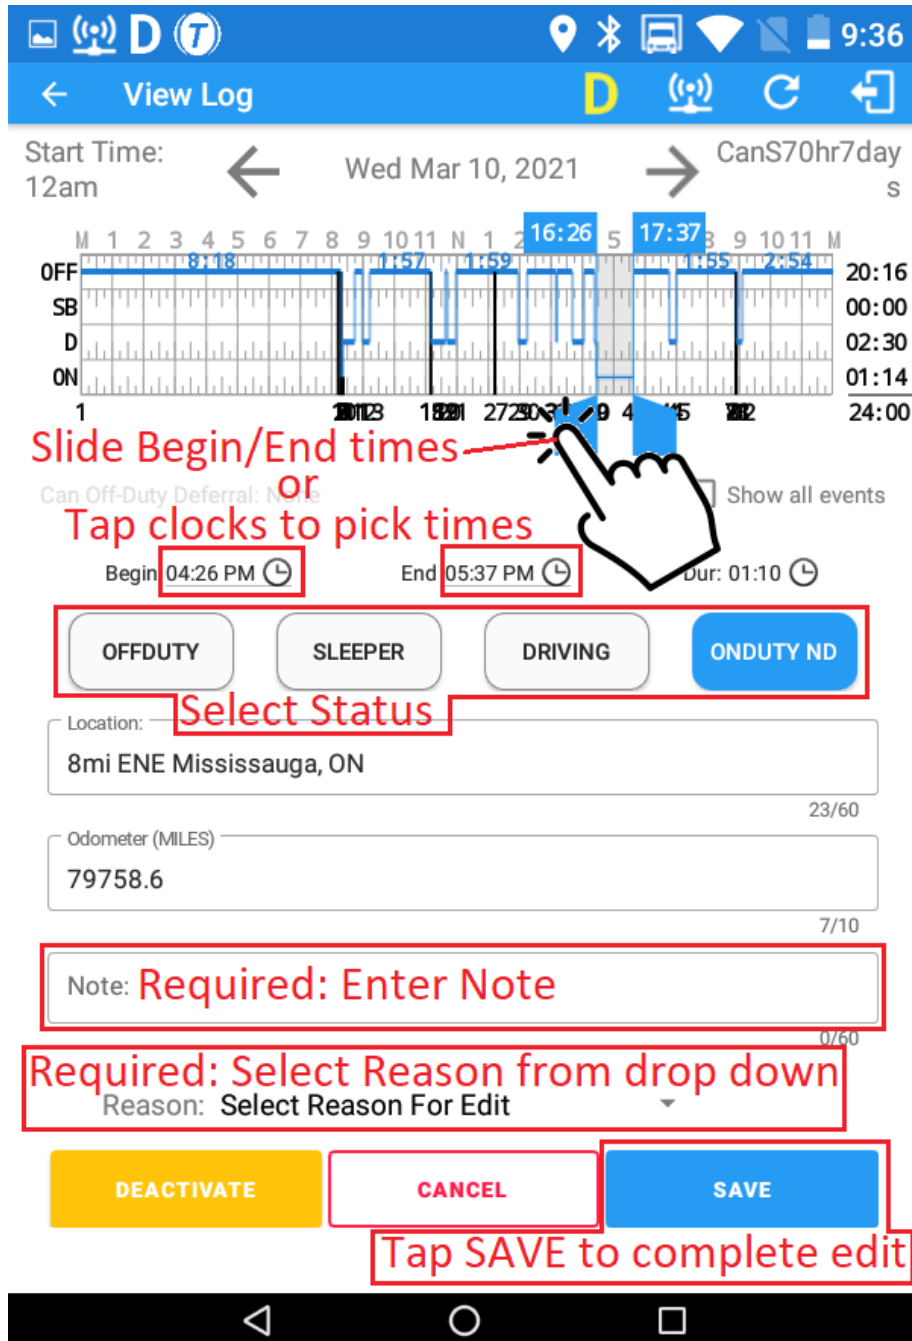 D T 9:36
View Log D
Start Time: 12am
Wed Mar 10, 2021
CanS70hr7days
16:26 17:37
M 1 2 3 4 5 6 7 8 9 10 11 N 1 2 5 8 9 10 11 M
OFF 8:18 1:57 1:59 1:55 2:54 20:16
SB 00:00
D 02:30
ON 01:14
1 24:00
Slide Begin/End times
or
Can Off-Duty Deferral: None
Show all events
Tap clocks to pick times
Begin 04:26 PM End 05:37 PM Dur: 01:10
OFFDUTY SLEEPER DRIVING ONDUTY ND
Select Status
Location:
8mi ENE Mississauga, ON
23/60
Odometer (MILES)
79758.6
7/10
Note: Required: Enter Note
0/60
Required: Select Reason from drop down
Reason: Select Reason For Edit
DEACTIVATE CANCEL SAVE
Tap SAVE to complete edit